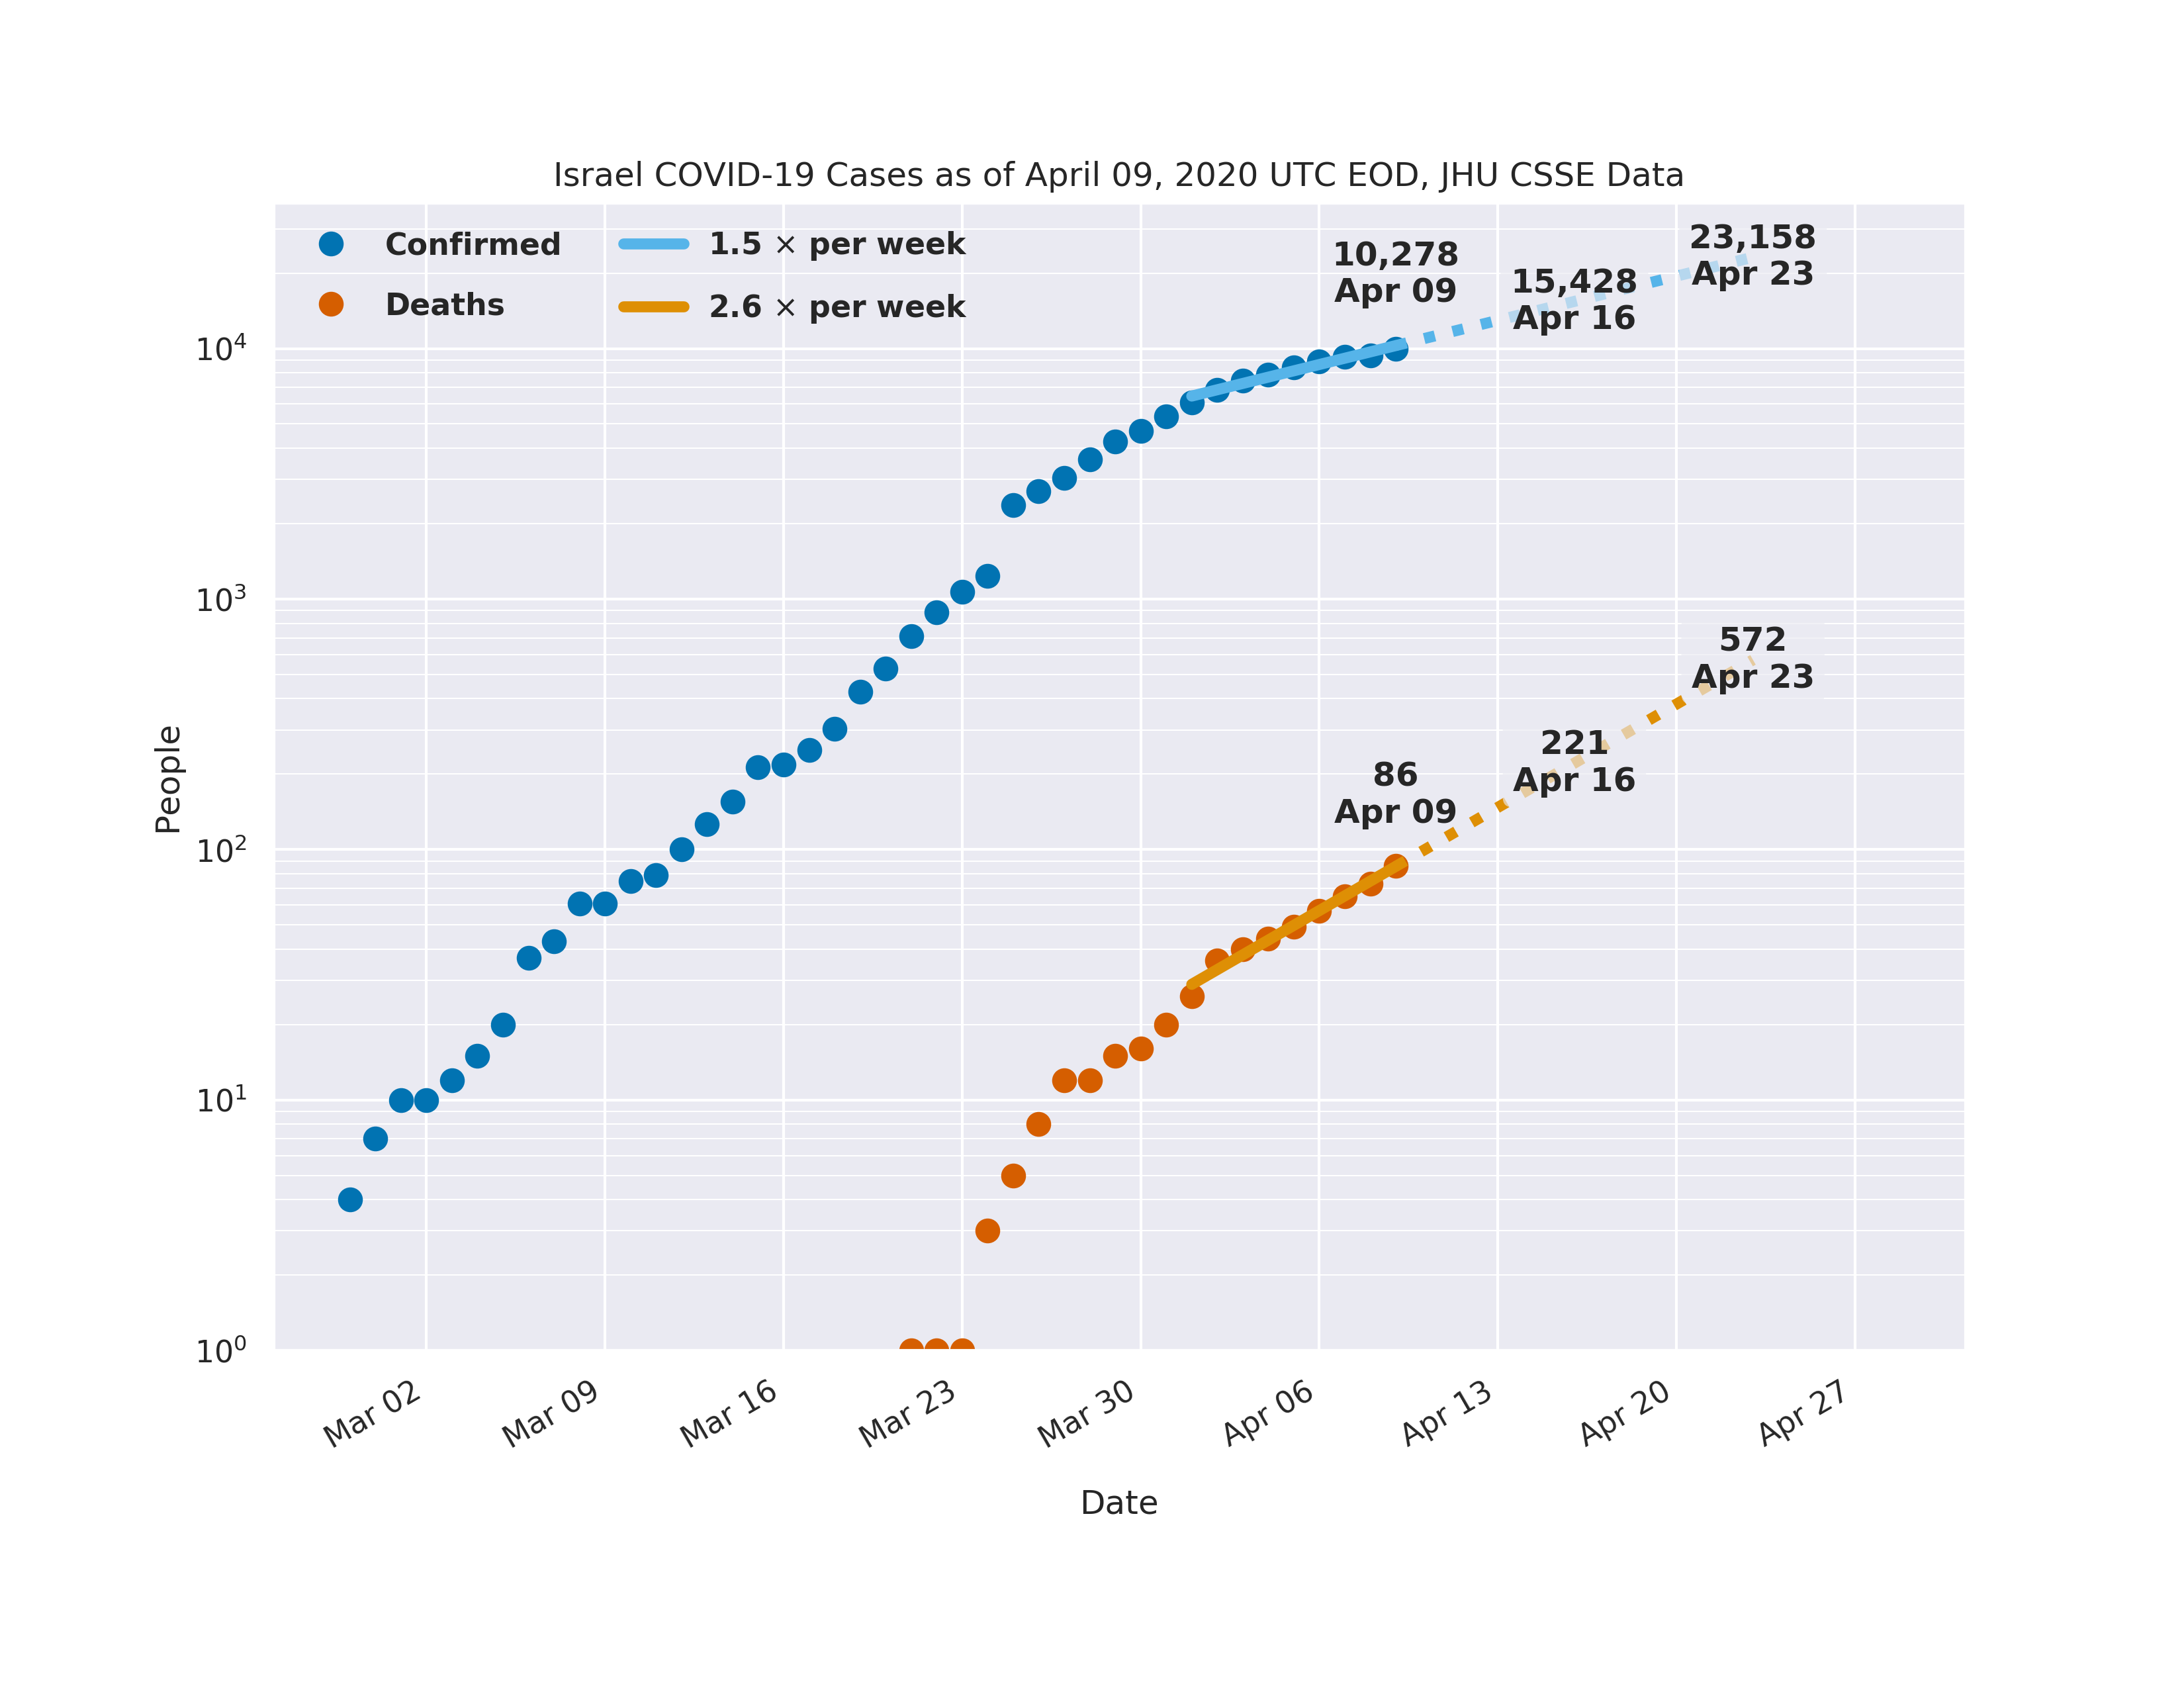 Israel COVID-19 Cases as of April 09, 2020 UTC EOD, JHU CSSE Data
Confirmed
Deaths
1.5 × per week
2.6 × per week
10,278
Apr 09
15,428
Apr 16
23,158
Apr 23
86
Apr 09
221
Apr 16
572
Apr 23
People
10⁴
10³
10²
10¹
10⁰
Mar 02
Mar 09
Mar 16
Mar 23
Mar 30
Apr 06
Apr 13
Apr 20
Apr 27
Date